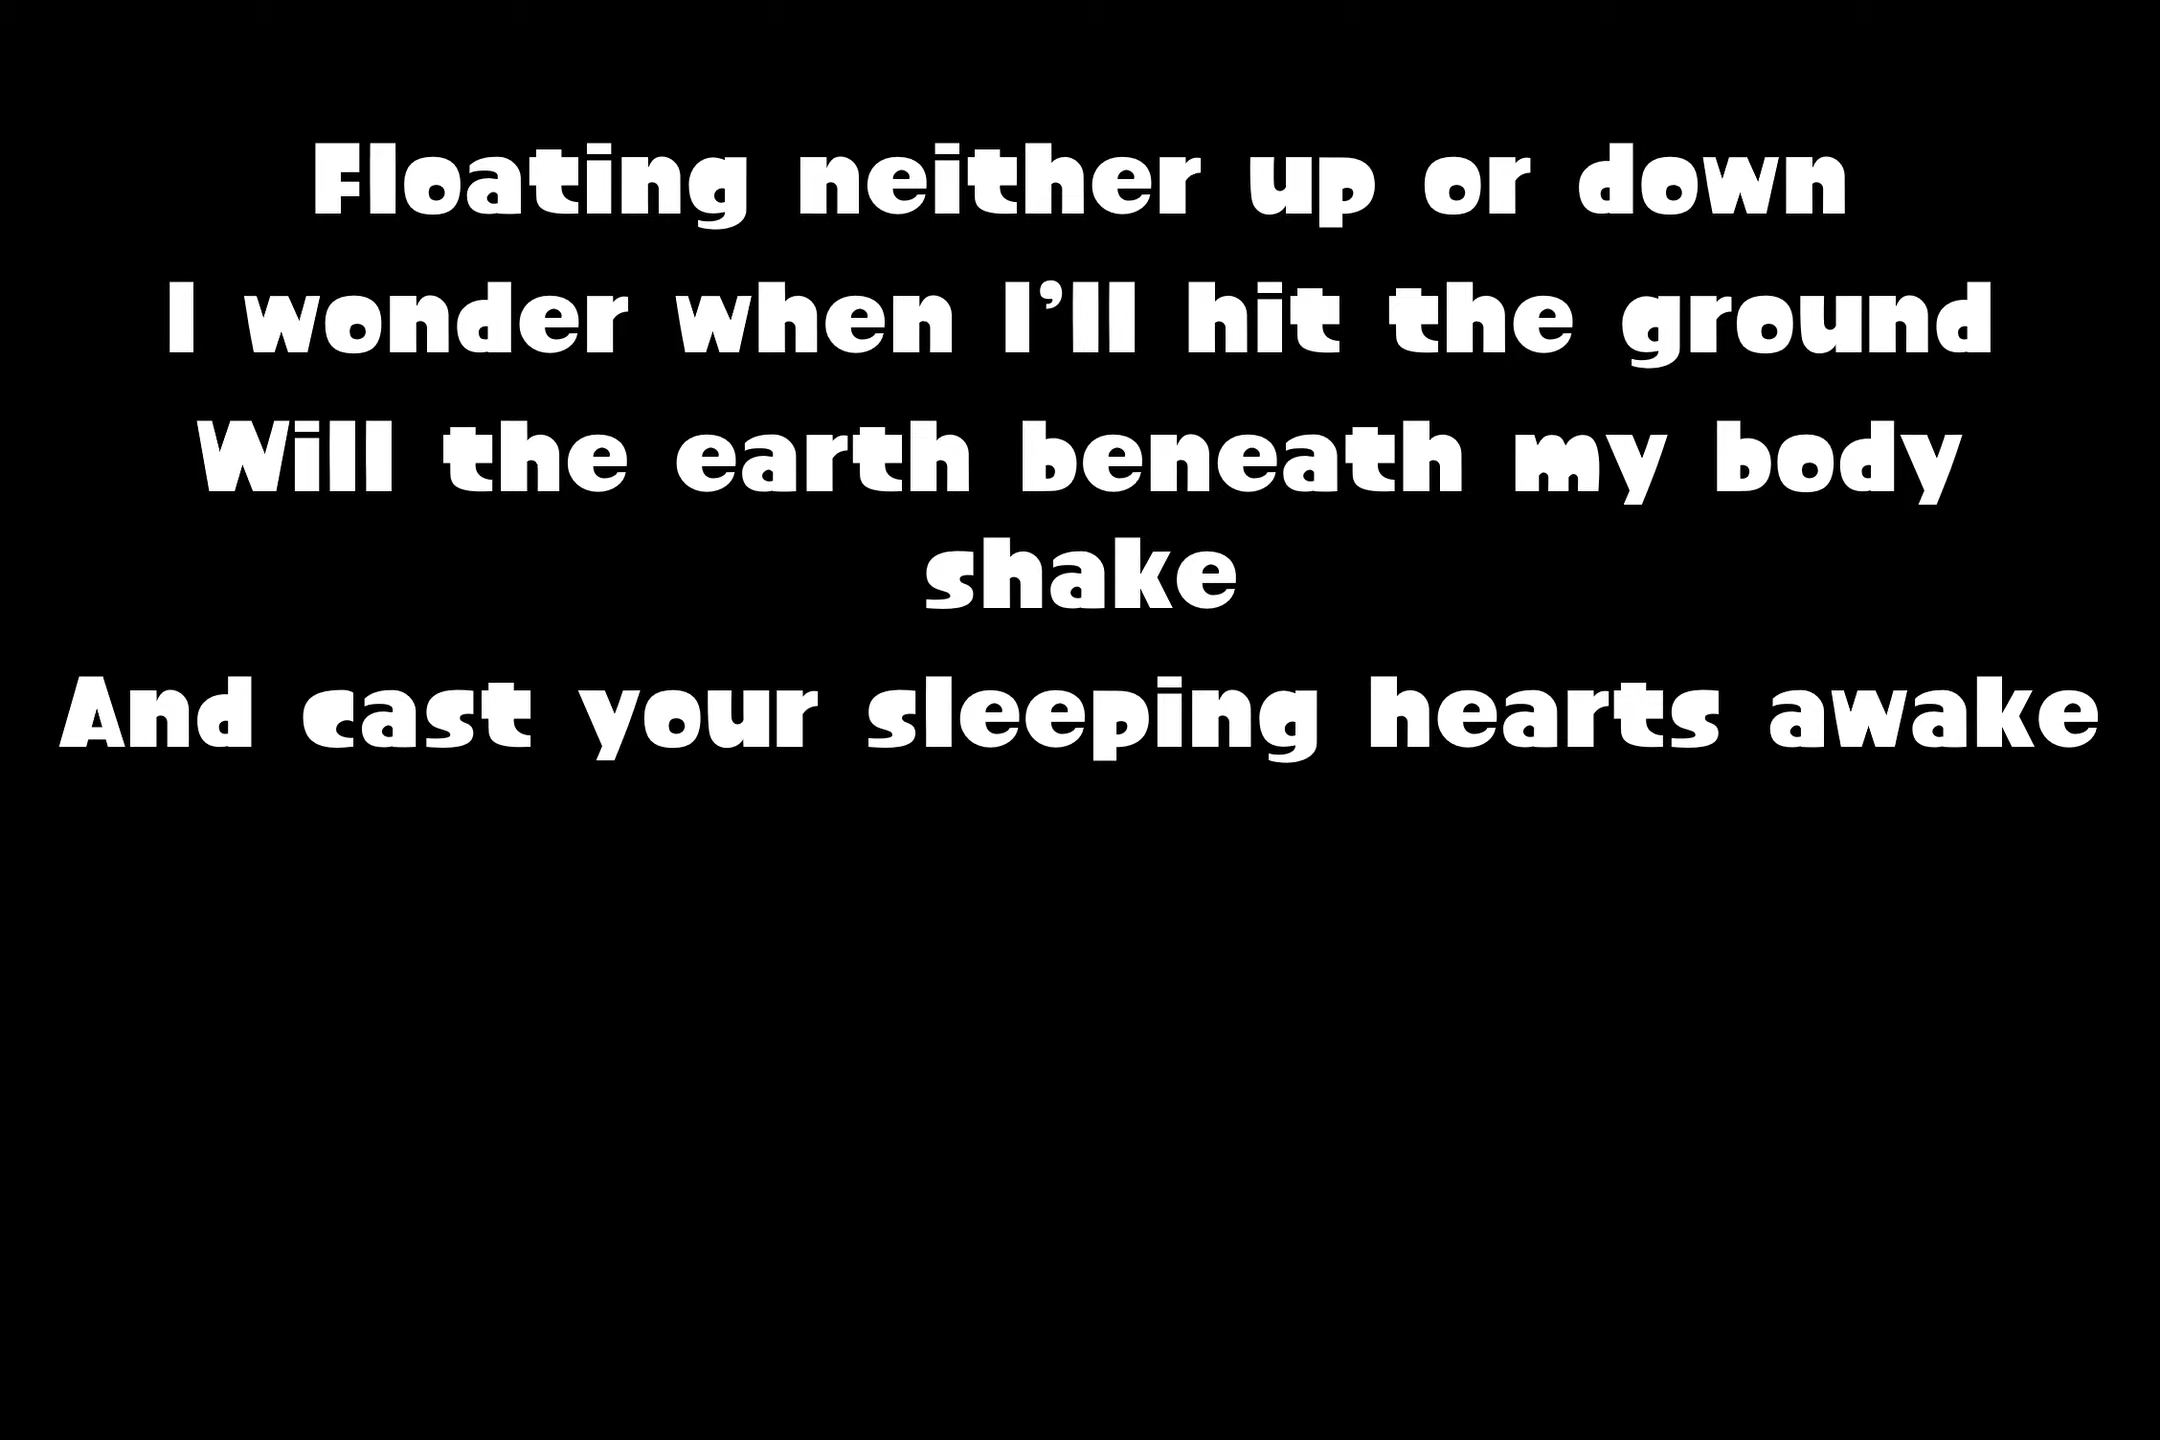 Floating neither up or down
I wonder when I’ll hit the ground
Will the earth beneath my body
shake
And cast your sleeping hearts awake